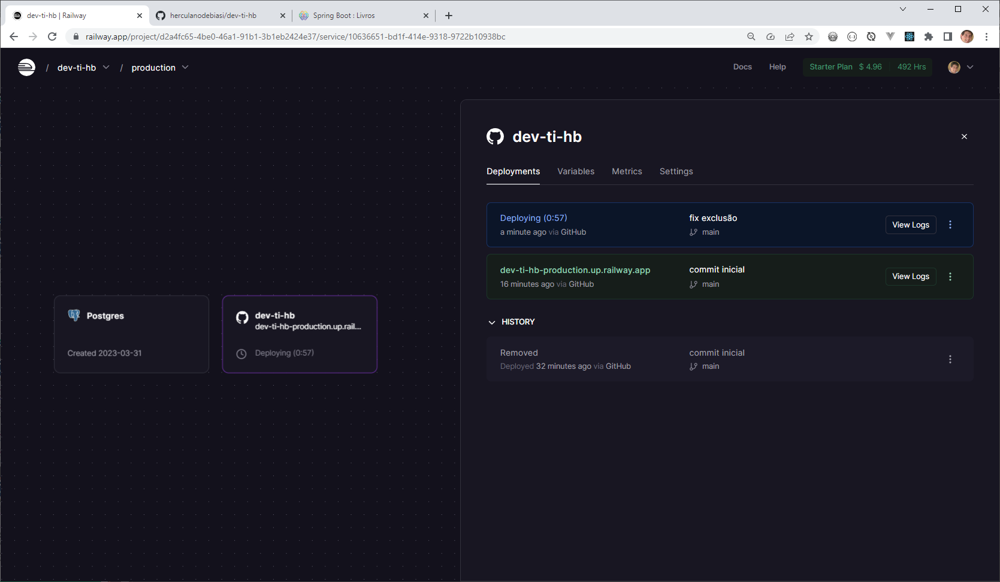 dev-ti-hb | Railway
herculanodebiasi/dev-ti-hb
Spring Boot : Livros
railway.app/project/d2a4fc65-4be0-46a1-91b1-3b1eb2424e37/service/10636651-bd1f-414e-9318-9722b10938bc
/ dev-ti-hb / production
Docs Help Starter Plan $ 4.96 492 Hrs
Postgres
Created 2023-03-31
dev-ti-hb
dev-ti-hb-production.up.rail...
Deploying (0:57)
dev-ti-hb
Deployments Variables Metrics Settings
Deploying (0:57)
a minute ago via GitHub
fix exclusão
main
View Logs
dev-ti-hb-production.up.railway.app
16 minutes ago via GitHub
commit inicial
main
View Logs
HISTORY
Removed
Deployed 32 minutes ago via GitHub
commit inicial
main